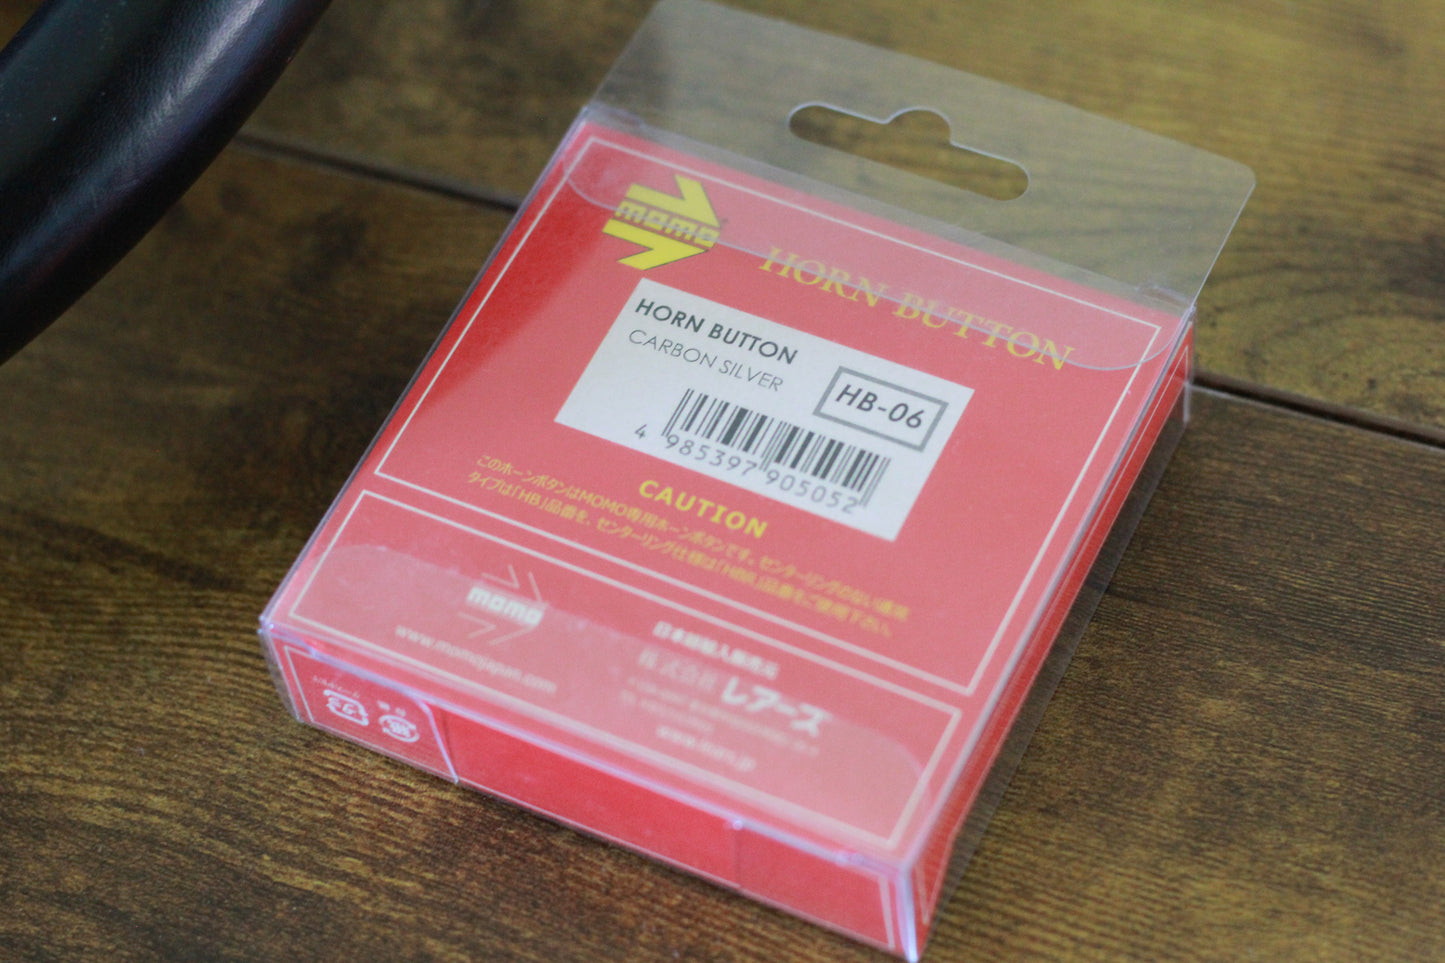 momo
HORN BUTTON
HORN BUTTON
CARBON SILVER
HB-06
4 985397 905052
CAUTION
このホーンボタンはMOMO専用ホーンボタンです。センターリングのない通常
タイプは「HB」品番を、センターリング仕様は「HBR」品番をご使用下さい。
momo
www.momojapan.com
日本総輸入販売元
株式会社 レアーズ
プラ